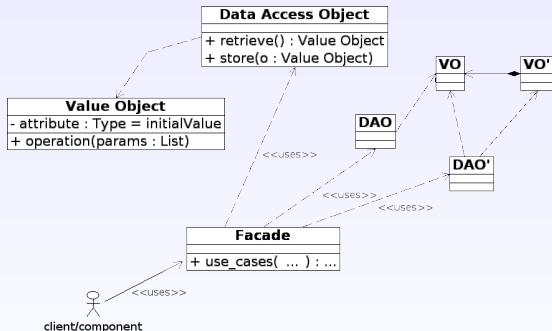 Data Access Object
+ retrieve() : Value Object
+ store(o : Value Object)
VO
VO'
Value Object
- attribute : Type = initialValue
+ operation(params : List)
DAO
<<uses>>
DAO'
<<uses>>
<<uses>>
Facade
+ use_cases( ... ) : ...
<<uses>>
client/component